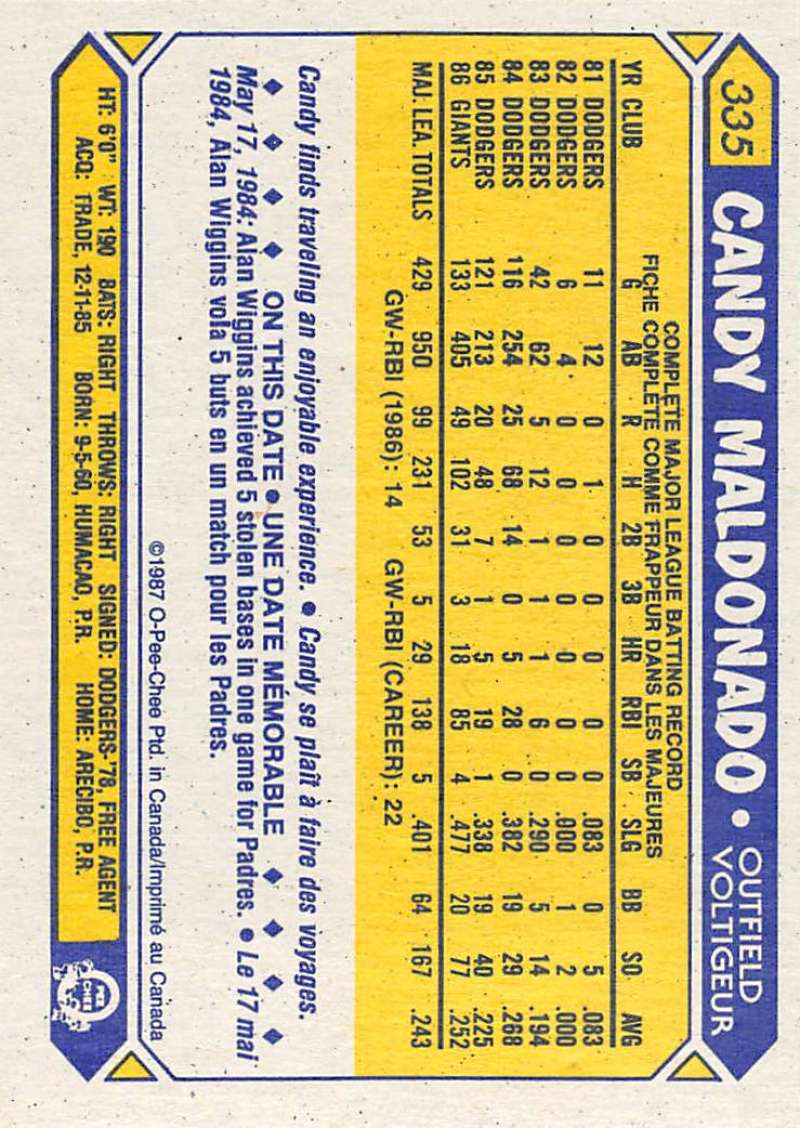 335 CANDY MALDONADO • OUTFIELD
VOLTIGEUR
COMPLETE MAJOR LEAGUE BATTING RECORD
FICHE COMPLÈTE COMME FRAPPEUR DANS LES MAJEURES
YR CLUB G AB R H 2B 3B HR RBI SB SLG BB SO AVG
81 DODGERS 11 12 0 1 0 0 0 0 0 .083 0 5 .083
82 DODGERS 6 4 0 0 0 0 0 0 0 .000 1 2 .000
83 DODGERS 42 62 5 12 1 1 1 6 0 .290 5 14 .194
84 DODGERS 116 254 25 68 14 0 5 28 0 .382 19 29 .268
85 DODGERS 121 213 20 48 7 1 5 19 1 .338 19 40 .225
86 GIANTS 133 405 49 102 31 3 18 85 4 .477 20 77 .252
MAJ. LEA. TOTALS 429 950 99 231 53 5 29 138 5 .401 64 167 .243
GW-RBI (1986): 14 GW-RBI (CAREER): 22
Candy finds traveling an enjoyable experience. • Candy se plaît à faire des voyages.
◆ ◆ ◆ ◆ ON THIS DATE • UNE DATE MÉMORABLE ◆ ◆ ◆ ◆
May 17, 1984: Alan Wiggins achieved 5 stolen bases in one game for Padres. • Le 17 mai
1984, Alan Wiggins vola 5 buts en un match pour les Padres.
©1987 O-Pee-Chee Ptd. in Canada/Imprimé au Canada
HT: 6'0" WT: 190 BATS: RIGHT THROWS: RIGHT SIGNED: DODGERS-'78, FREE AGENT
ACQ: TRADE, 12-11-85 BORN: 9-5-60, HUMACAO, P.R. HOME: ARECIBO, P.R.
O PEE CHEE